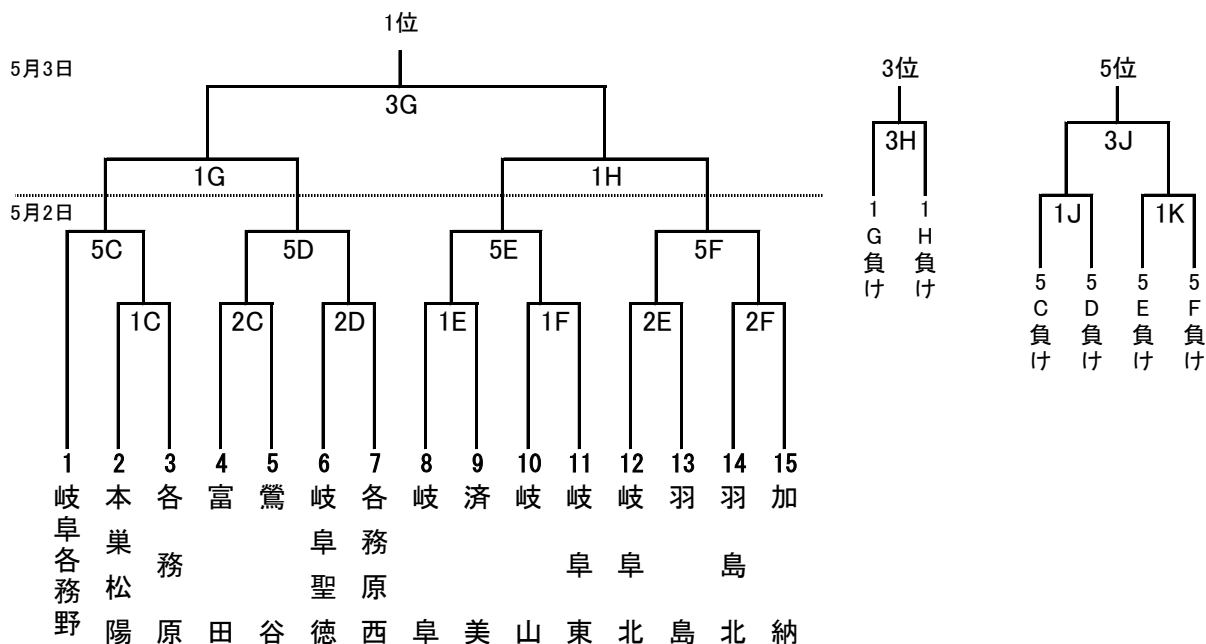 1位
5月3日
3位
5位
3G
3H
3J
1G
1H
5月2日
1G負け
1H負け
1J
1K
5C
5D
5E
5F
5C負け
5D負け
5E負け
5F負け
1C
2C
2D
1E
1F
2E
2F
1 2 3 4 5 6 7 8 9 10 11 12 13 14 15
岐阜各務野
本巣松陽
各務原
富田
鶯谷
岐阜聖徳
各務原西
岐阜
済美
岐山
岐阜東
岐阜北
羽島
羽島北
加納